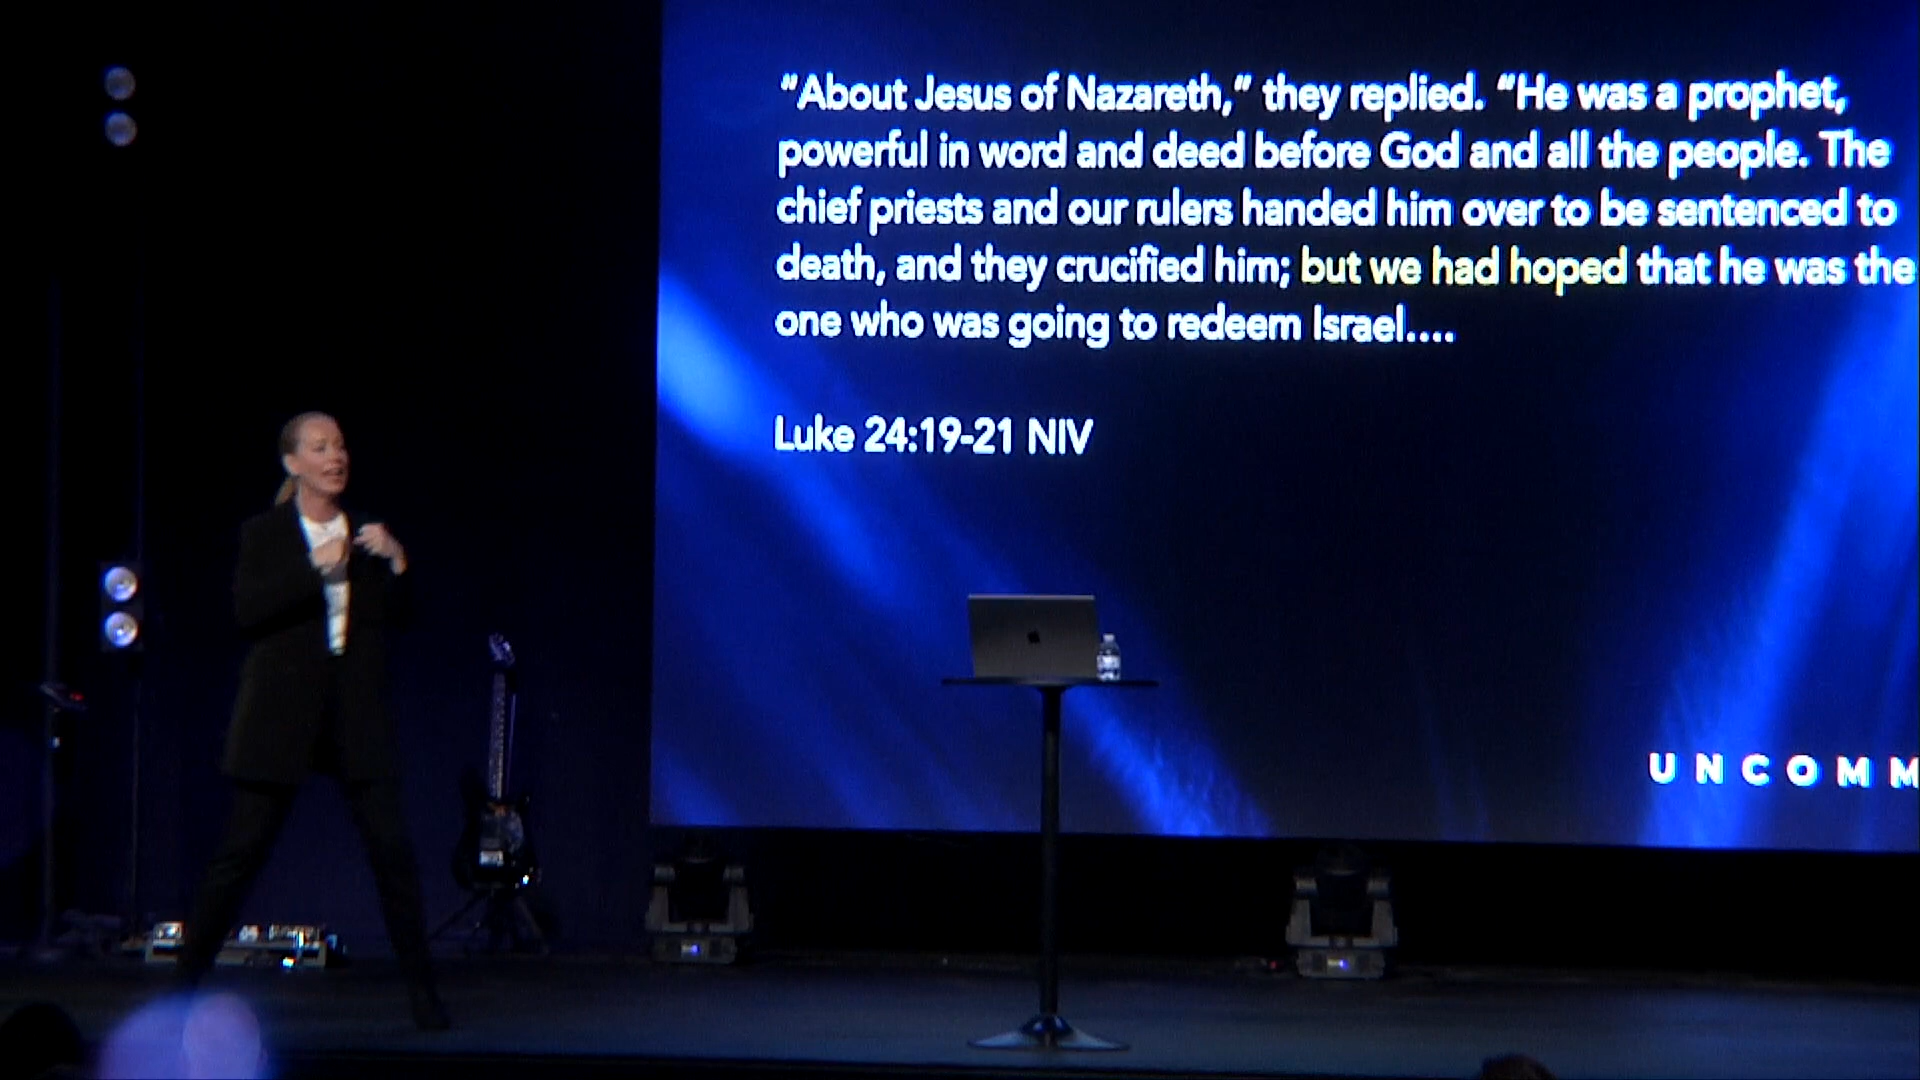 “About Jesus of Nazareth,” they replied. “He was a prophet,
powerful in word and deed before God and all the people. The
chief priests and our rulers handed him over to be sentenced to
death, and they crucified him; but we had hoped that he was the
one who was going to redeem Israel....
Luke 24:19-21 NIV
UNCOMM